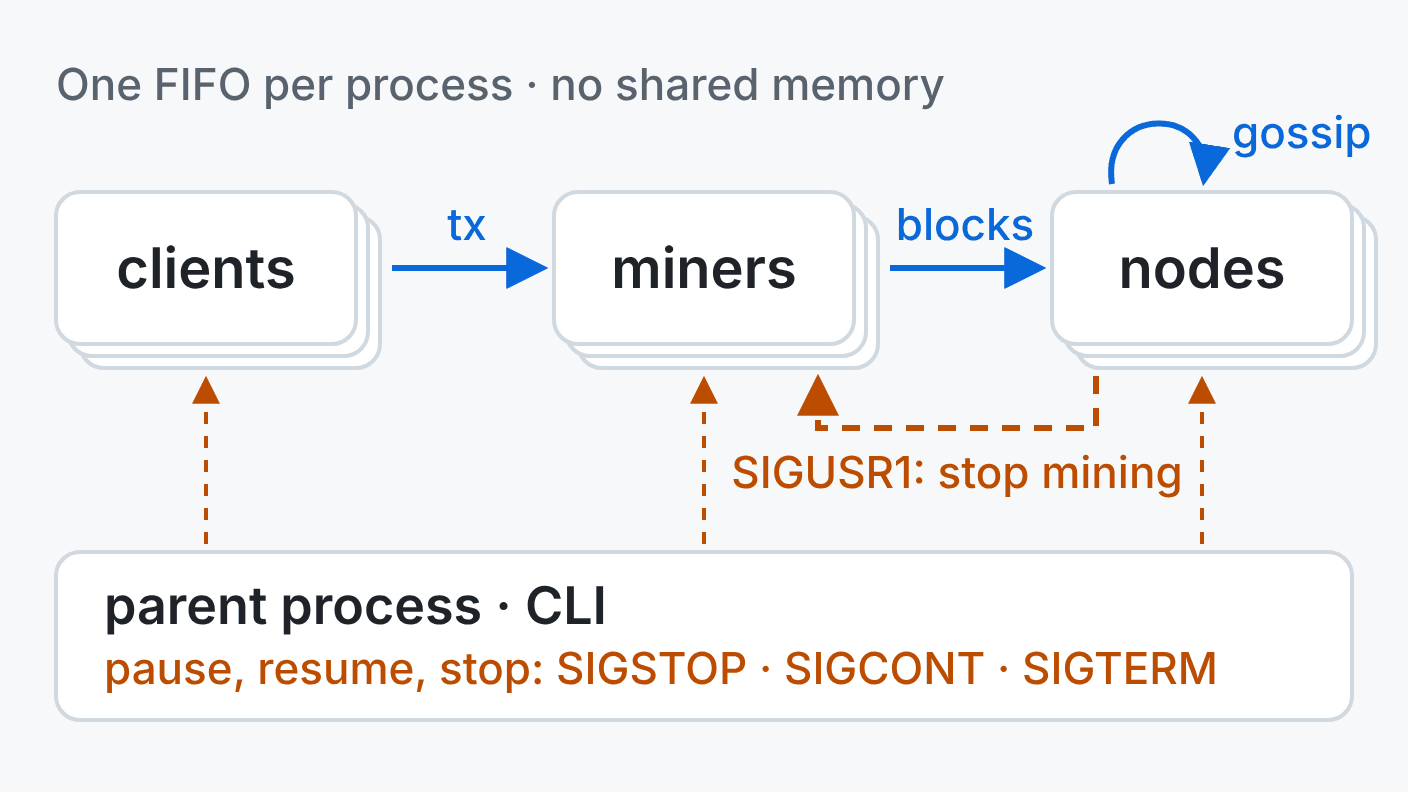 One FIFO per process · no shared memory
gossip
tx
blocks
clients
miners
nodes
SIGUSR1: stop mining
parent process · CLI
pause, resume, stop: SIGSTOP · SIGCONT · SIGTERM